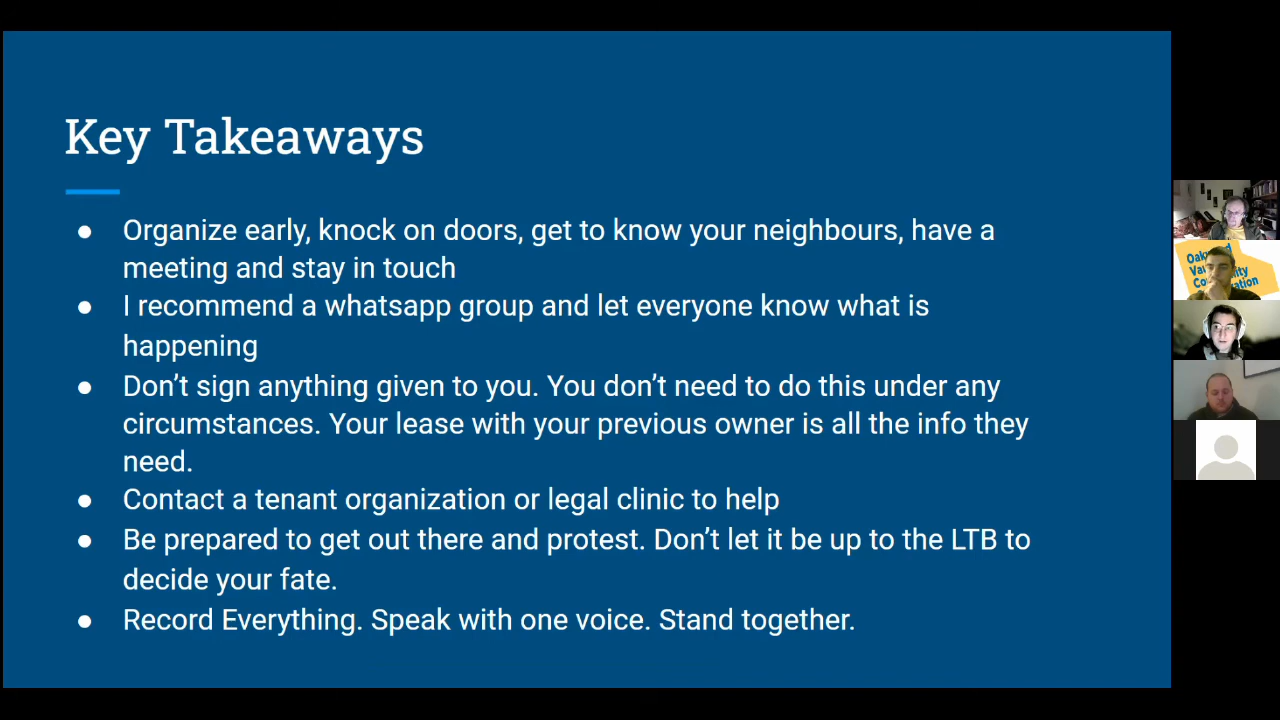 Key Takeaways
● Organize early, knock on doors, get to know your neighbours, have a
meeting and stay in touch
● I recommend a whatsapp group and let everyone know what is
happening
● Don’t sign anything given to you. You don’t need to do this under any
circumstances. Your lease with your previous owner is all the info they
need.
● Contact a tenant organization or legal clinic to help
● Be prepared to get out there and protest. Don’t let it be up to the LTB to
decide your fate.
● Record Everything. Speak with one voice. Stand together.